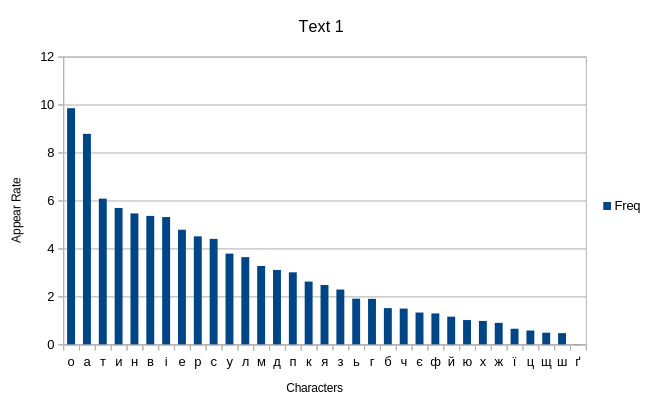 Text 1
12
10
8
6
4
2
0
Appear Rate
Freq
о а т и н в і е р с у л м д п к я з ь г б ч є ф й ю х ж ї ц щ ш ґ
Characters